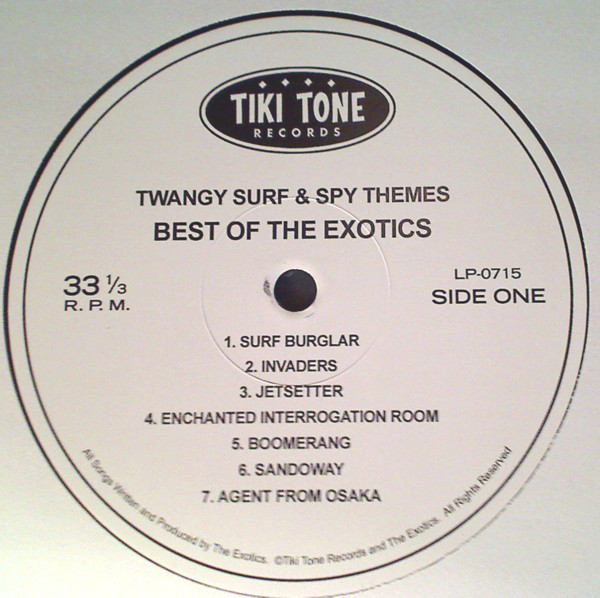 TIKI TONE
RECORDS
TWANGY SURF & SPY THEMES
BEST OF THE EXOTICS
33 1/3
R. P. M.
LP-0715
SIDE ONE
1. SURF BURGLAR
2. INVADERS
3. JETSETTER
4. ENCHANTED INTERROGATION ROOM
5. BOOMERANG
6. SANDOWAY
7. AGENT FROM OSAKA
All Songs Written and Produced by The Exotics. ©Tiki Tone Records and The Exotics. All Rights Reserved